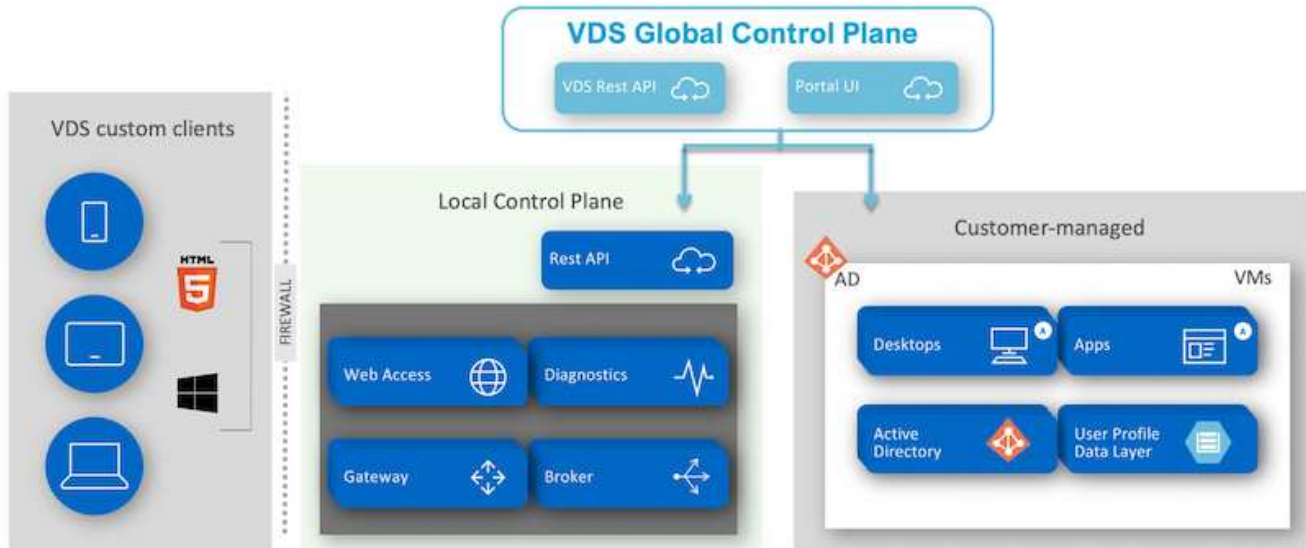 VDS Global Control Plane
VDS Rest API
Portal UI
VDS custom clients
HTML
5
FIREWALL
Local Control Plane
Rest API
Web Access
Diagnostics
Gateway
Broker
Customer-managed
AD
VMs
Desktops
A
Apps
A
Active
Directory
User Profile
Data Layer